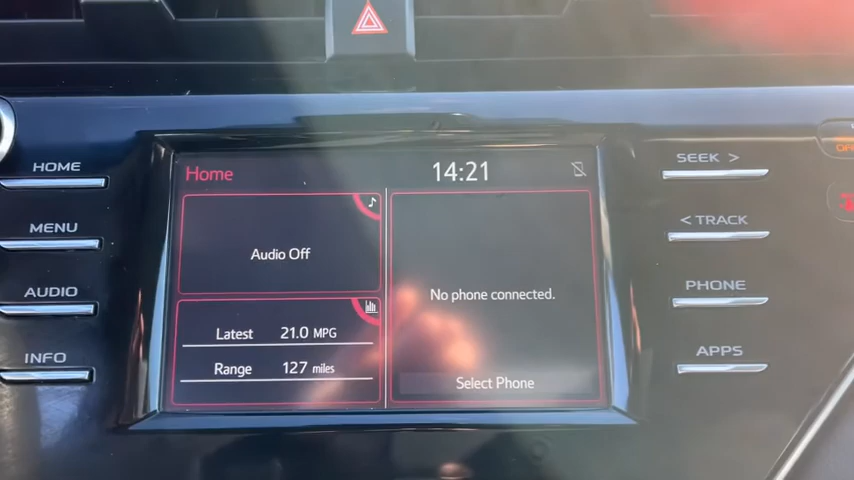 HOME
MENU
AUDIO
INFO
Home
14:21
Audio Off
Latest 21.0 MPG
Range 127 miles
No phone connected.
Select Phone
SEEK >
< TRACK
PHONE
APPS